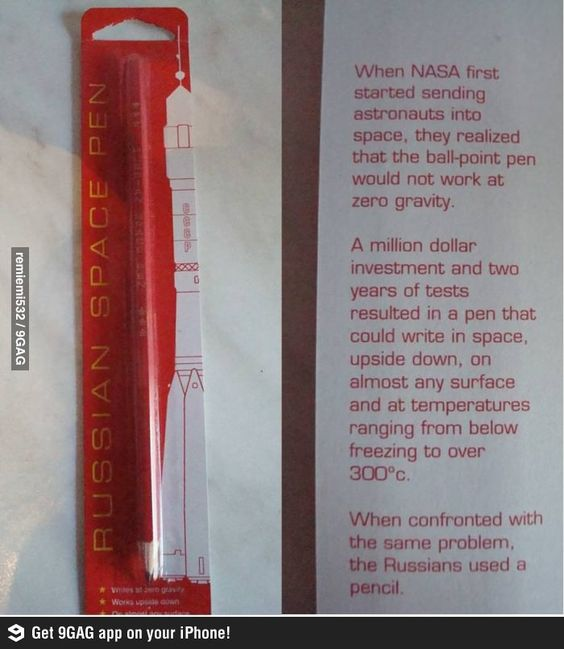 RUSSIAN SPACE PEN
СССР
★ Writes at zero gravity
★ Works upside down
★ On almost any surface
When NASA first
started sending
astronauts into
space, they realized
that the ball-point pen
would not work at
zero gravity.
A million dollar
investment and two
years of tests
resulted in a pen that
could write in space,
upside down, on
almost any surface
and at temperatures
ranging from below
freezing to over
300°c.
When confronted with
the same problem,
the Russians used a
pencil.
remiemi532 / 9GAG
Get 9GAG app on your iPhone!